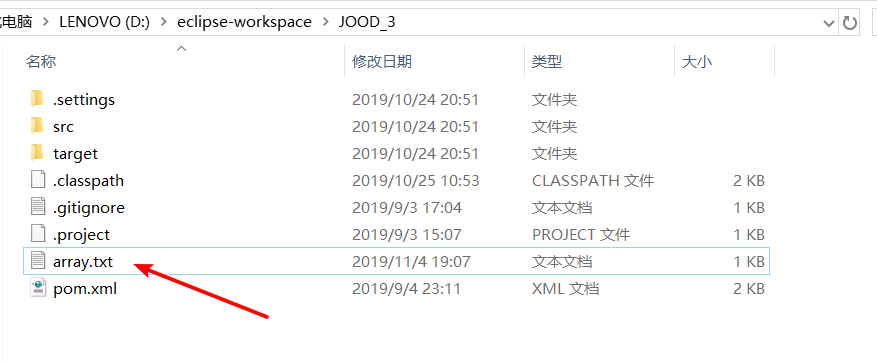 电脑 > LENOVO (D:) > eclipse-workspace > JOOD_3
名称 修改日期 类型 大小
.settings 2019/10/24 20:51 文件夹
src 2019/10/24 20:51 文件夹
target 2019/10/24 20:51 文件夹
.classpath 2019/10/25 10:53 CLASSPATH 文件 2 KB
.gitignore 2019/9/3 17:04 文本文档 1 KB
.project 2019/9/3 15:07 PROJECT 文件 1 KB
array.txt 2019/11/4 19:07 文本文档 1 KB
pom.xml 2019/9/4 23:11 XML 文档 2 KB